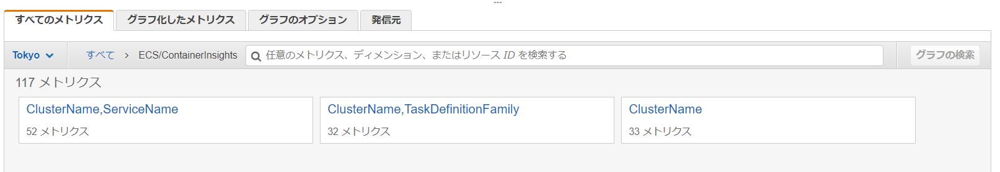 すべてのメトリクス グラフ化したメトリクス グラフのオプション 発信元
Tokyo すべて > ECS/ContainerInsights 任意のメトリクス、ディメンション、またはリソース ID を検索する グラフの検索
117 メトリクス
ClusterName,ServiceName ClusterName,TaskDefinitionFamily ClusterName
52 メトリクス 32 メトリクス 33 メトリクス